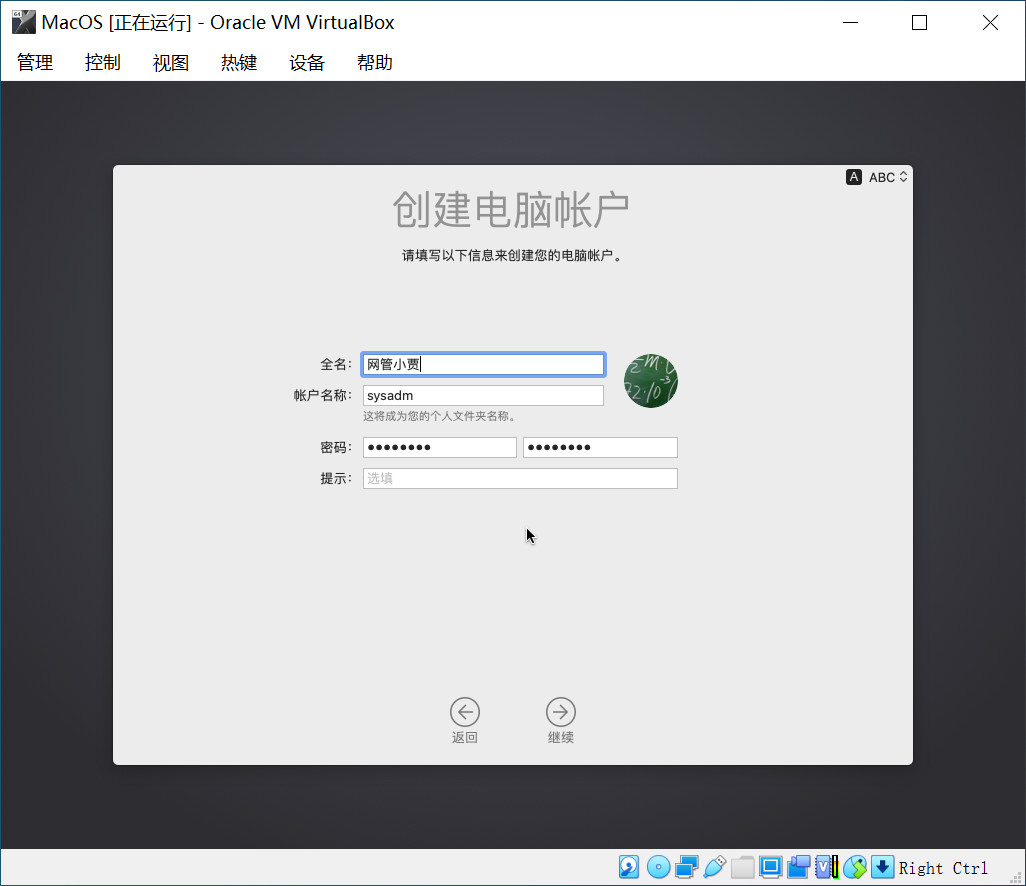 MacOS [正在运行] - Oracle VM VirtualBox
管理 控制 视图 热键 设备 帮助
A ABC
创建电脑帐户
请填写以下信息来创建您的电脑帐户。
全名： 网管小贾
帐户名称： sysadm
这将成为您的个人文件夹名称。
密码： ●●●●●●●● ●●●●●●●●
提示： 选填
返回 继续
Right Ctrl